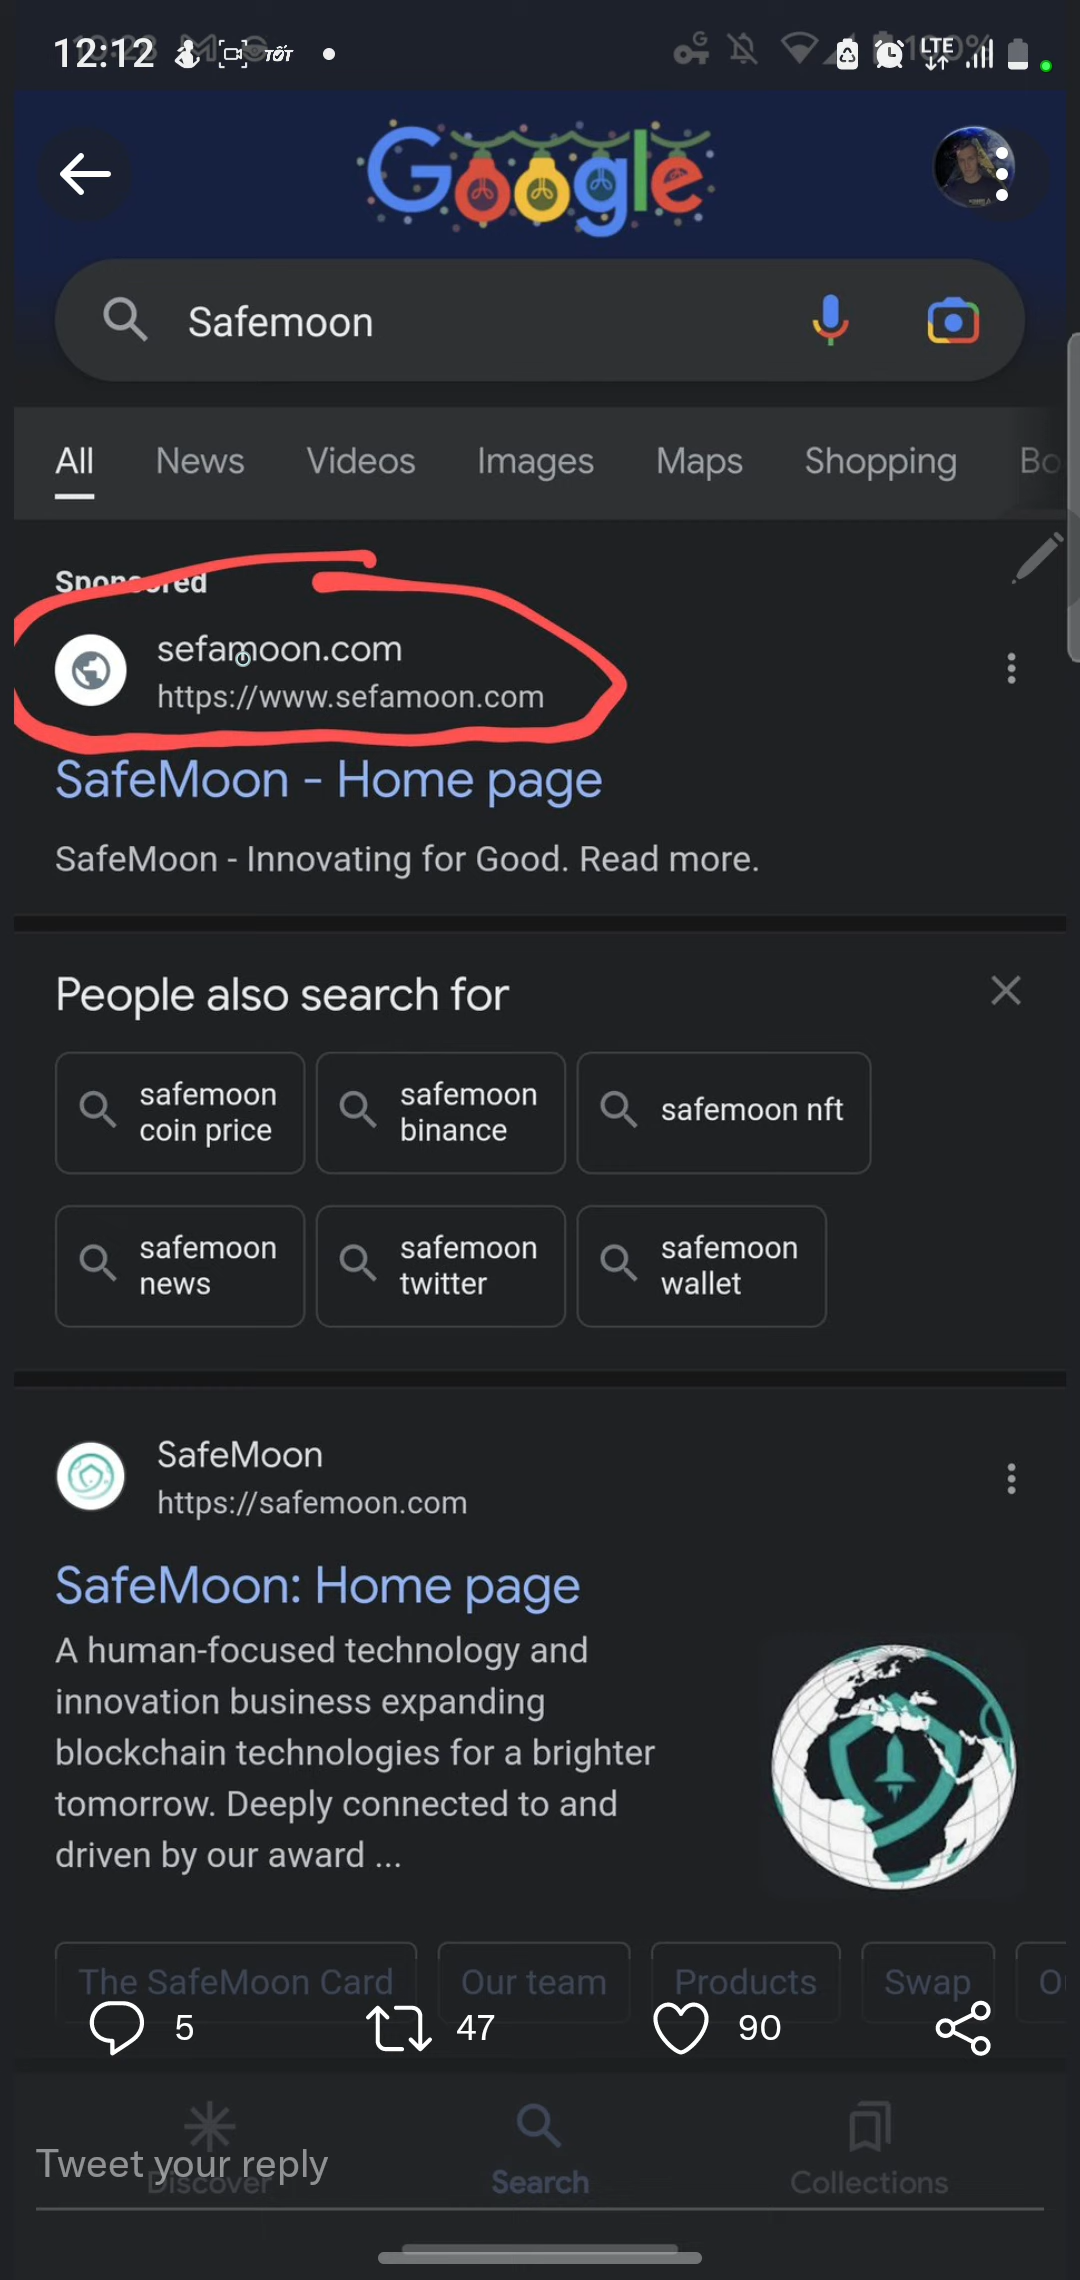 12:12
TỐT
LTE
Google
Safemoon
All News Videos Images Maps Shopping Bo
Sponsored
sefamoon.com
https://www.sefamoon.com
SafeMoon - Home page
SafeMoon - Innovating for Good. Read more.
People also search for
safemoon
coin price
safemoon
binance
safemoon nft
safemoon
news
safemoon
twitter
safemoon
wallet
SafeMoon
https://safemoon.com
SafeMoon: Home page
A human-focused technology and
innovation business expanding
blockchain technologies for a brighter
tomorrow. Deeply connected to and
driven by our award ...
The SafeMoon Card Our team Products Swap
5 47 90
Tweet your reply
Discover Search Collections